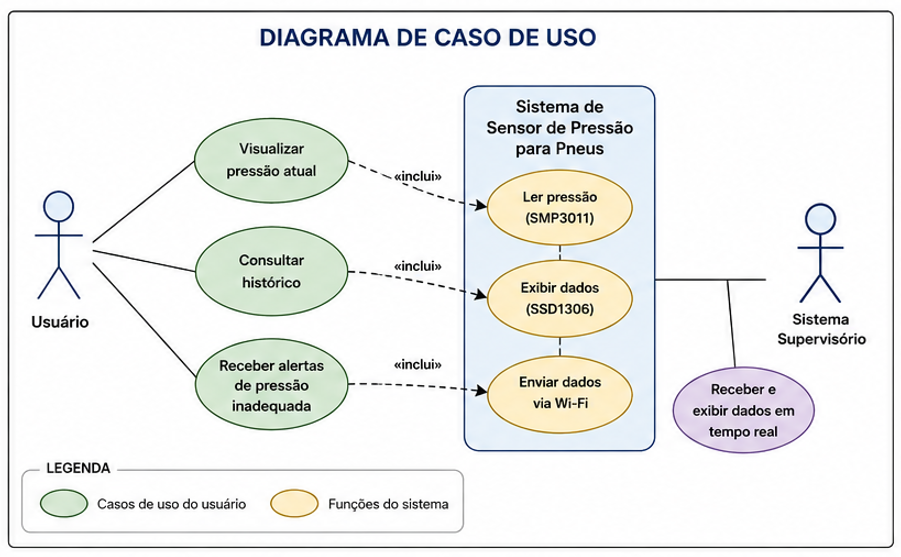 DIAGRAMA DE CASO DE USO
Visualizar
pressão atual
Consultar
histórico
Receber alertas
de pressão
inadequada
Usuário
«inclui»
«inclui»
«inclui»
Sistema de
Sensor de Pressão
para Pneus
Ler pressão
(SMP3011)
Exibir dados
(SSD1306)
Enviar dados
via Wi-Fi
Sistema
Supervisório
Receber e
exibir dados em
tempo real
LEGENDA
Casos de uso do usuário
Funções do sistema